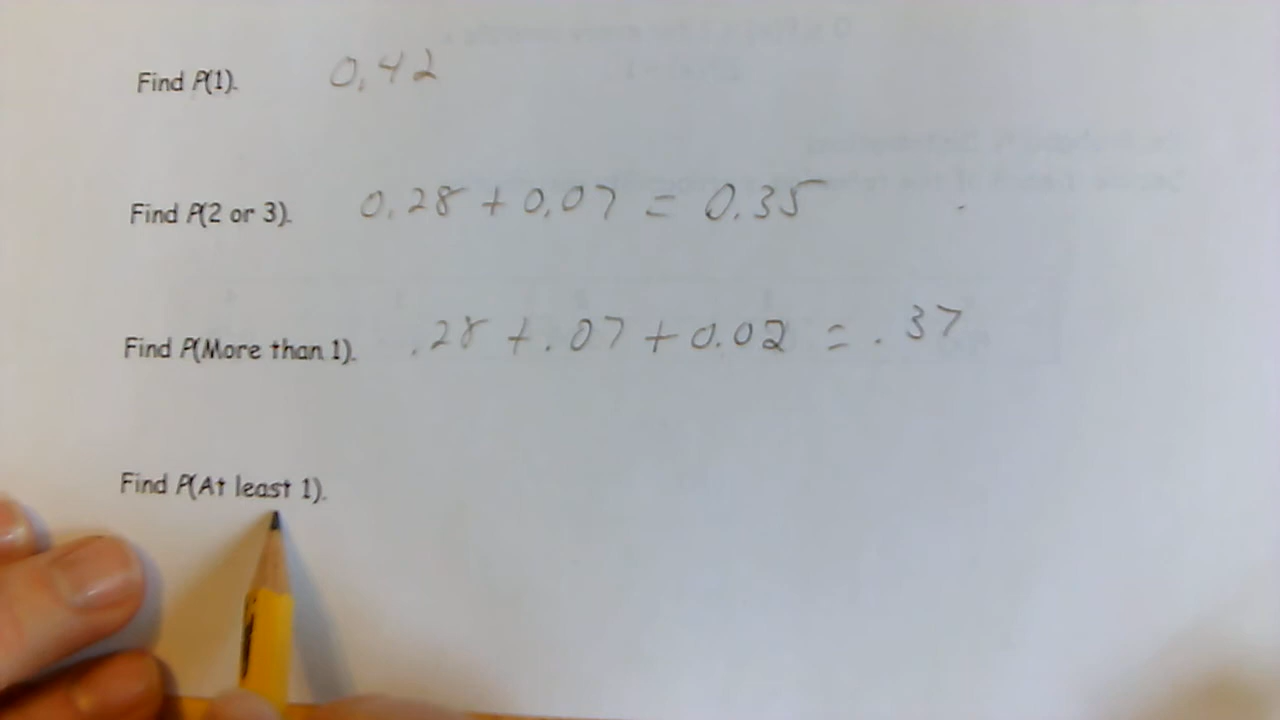 Find P(1). 0.42
Find P(2 or 3). 0.28 + 0.07 = 0.35
Find P(More than 1). .28 + .07 + 0.02 = .37
Find P(At least 1).